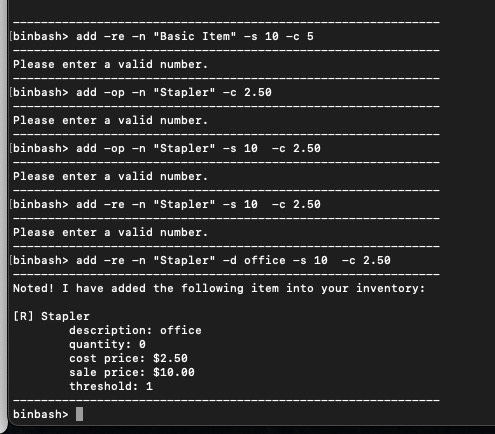 ------------------------------------------------------------
[binbash> add -re -n "Basic Item" -s 10 -c 5
------------------------------------------------------------
Please enter a valid number.
------------------------------------------------------------
[binbash> add -op -n "Stapler" -c 2.50
------------------------------------------------------------
Please enter a valid number.
------------------------------------------------------------
[binbash> add -op -n "Stapler" -s 10  -c 2.50
------------------------------------------------------------
Please enter a valid number.
------------------------------------------------------------
[binbash> add -re -n "Stapler" -s 10  -c 2.50
------------------------------------------------------------
Please enter a valid number.
------------------------------------------------------------
[binbash> add -re -n "Stapler" -d office -s 10  -c 2.50
------------------------------------------------------------
Noted! I have added the following item into your inventory:

[R] Stapler
        description: office
        quantity: 0
        cost price: $2.50
        sale price: $10.00
        threshold: 1
------------------------------------------------------------
binbash>